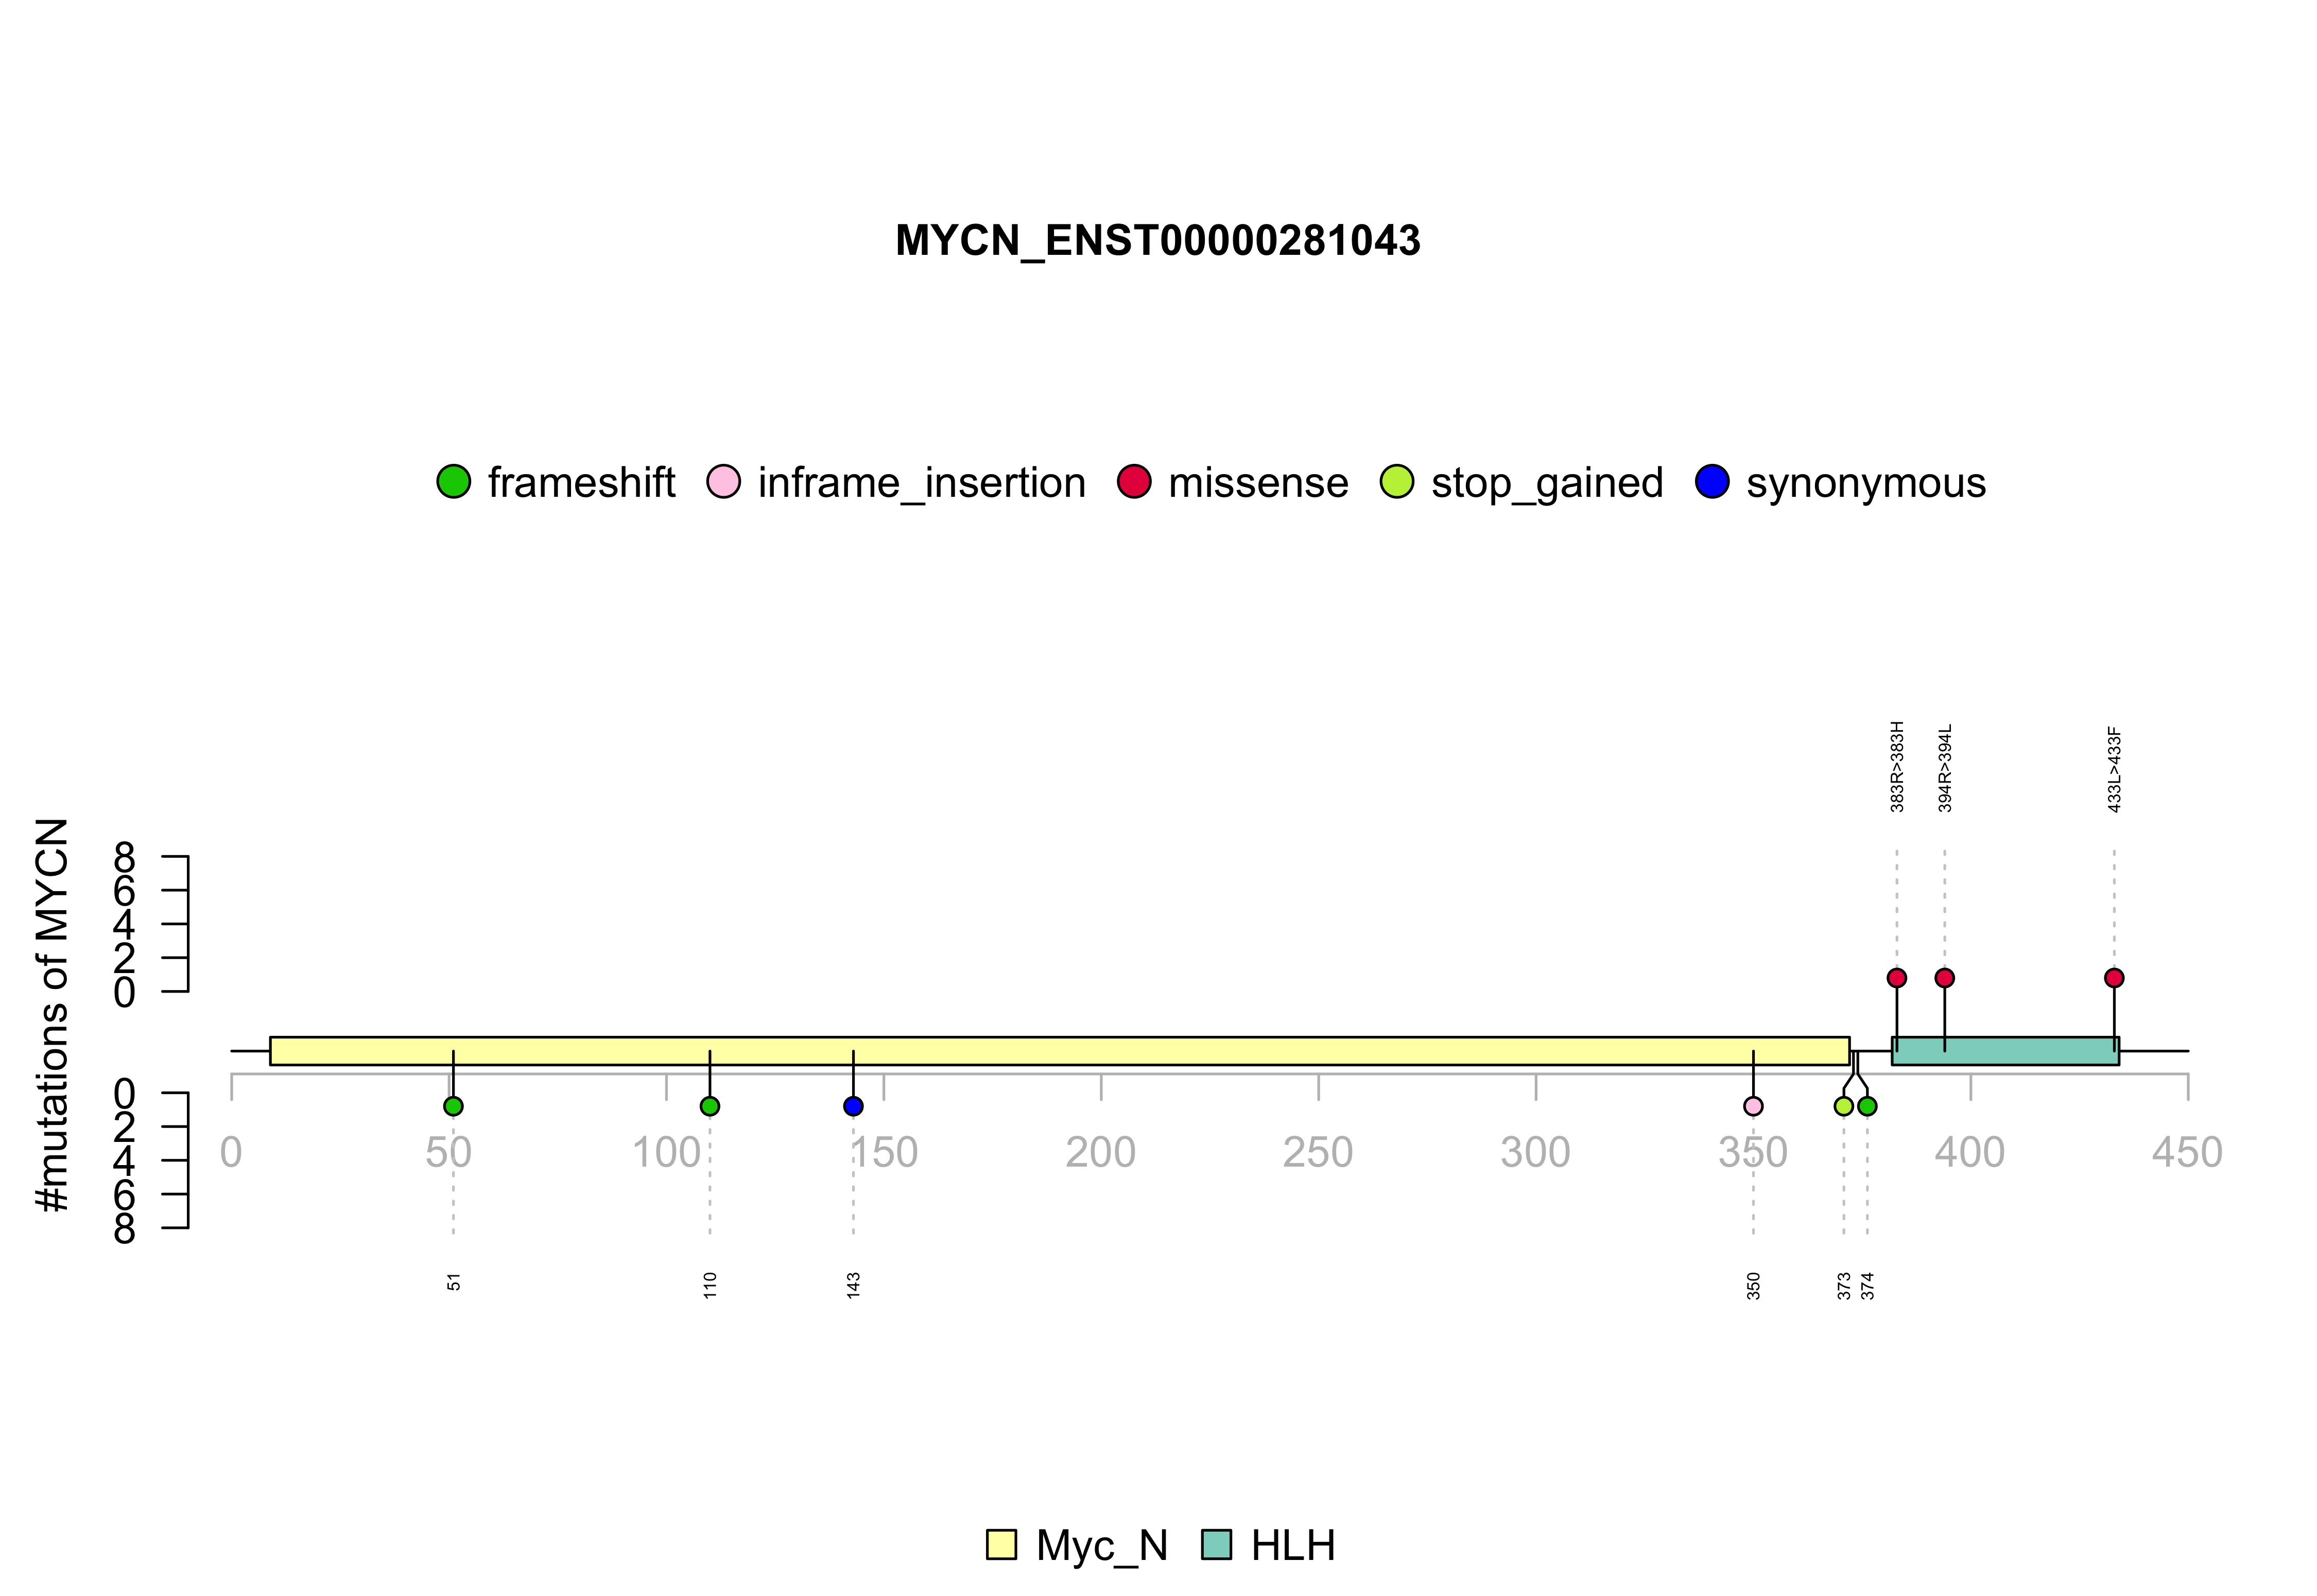 MYCN_ENST00000281043
frameshift inframe_insertion missense stop_gained synonymous
383R>383H 394R>394L 433L>433F
#mutations of MYCN
8
6
4
2
0
0
2
4
6
8
0 50 100 150 200 250 300 350 400 450
51 110 143 350 373 374
Myc_N HLH